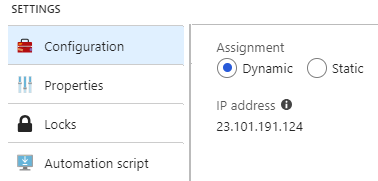 SETTINGS
Configuration
Properties
Locks
Automation script
Assignment
Dynamic Static
IP address
23.101.191.124